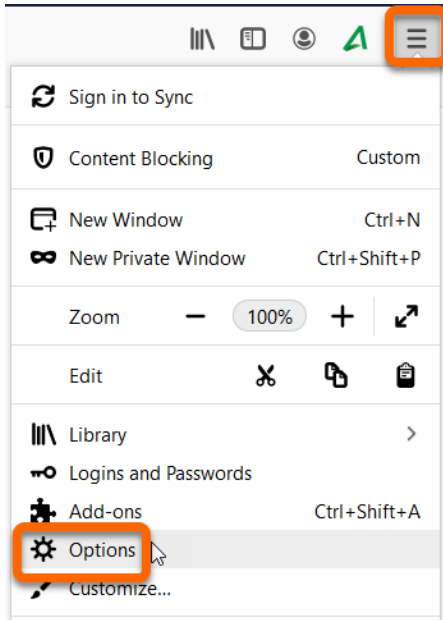 Sign in to Sync
Content Blocking Custom
New Window Ctrl+N
New Private Window Ctrl+Shift+P
Zoom 100%
Edit
Library
Logins and Passwords
Add-ons Ctrl+Shift+A
Options
Customize...